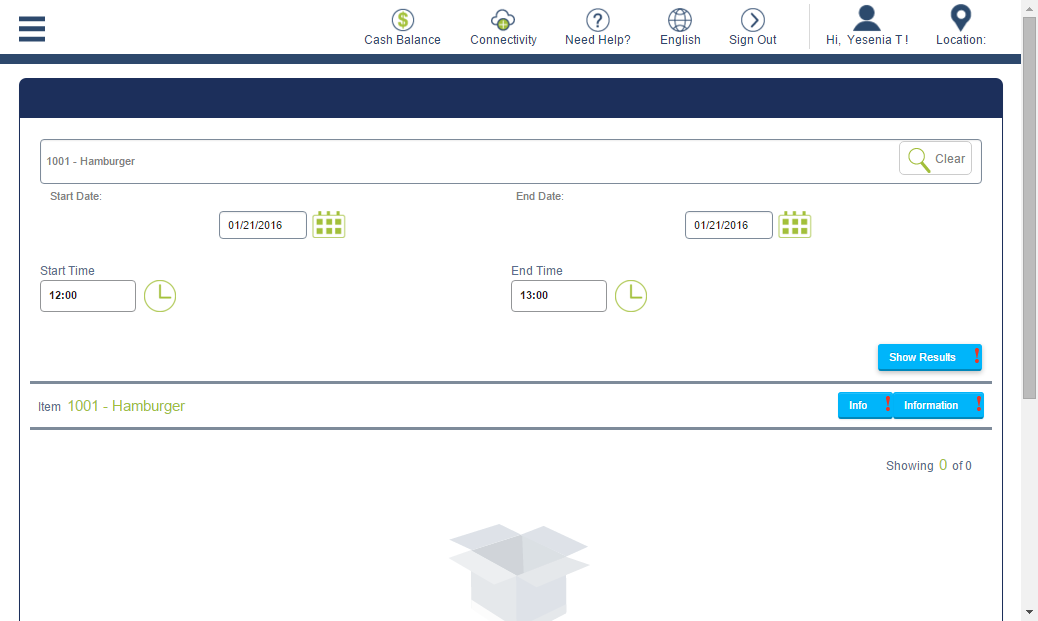 Cash Balance Connectivity Need Help? English Sign Out Hi, Yesenia T ! Location:
1001 - Hamburger Clear
Start Date: End Date:
01/21/2016 01/21/2016
Start Time End Time
12:00 13:00
Show Results
Item 1001 - Hamburger Info Information
Showing 0 of 0